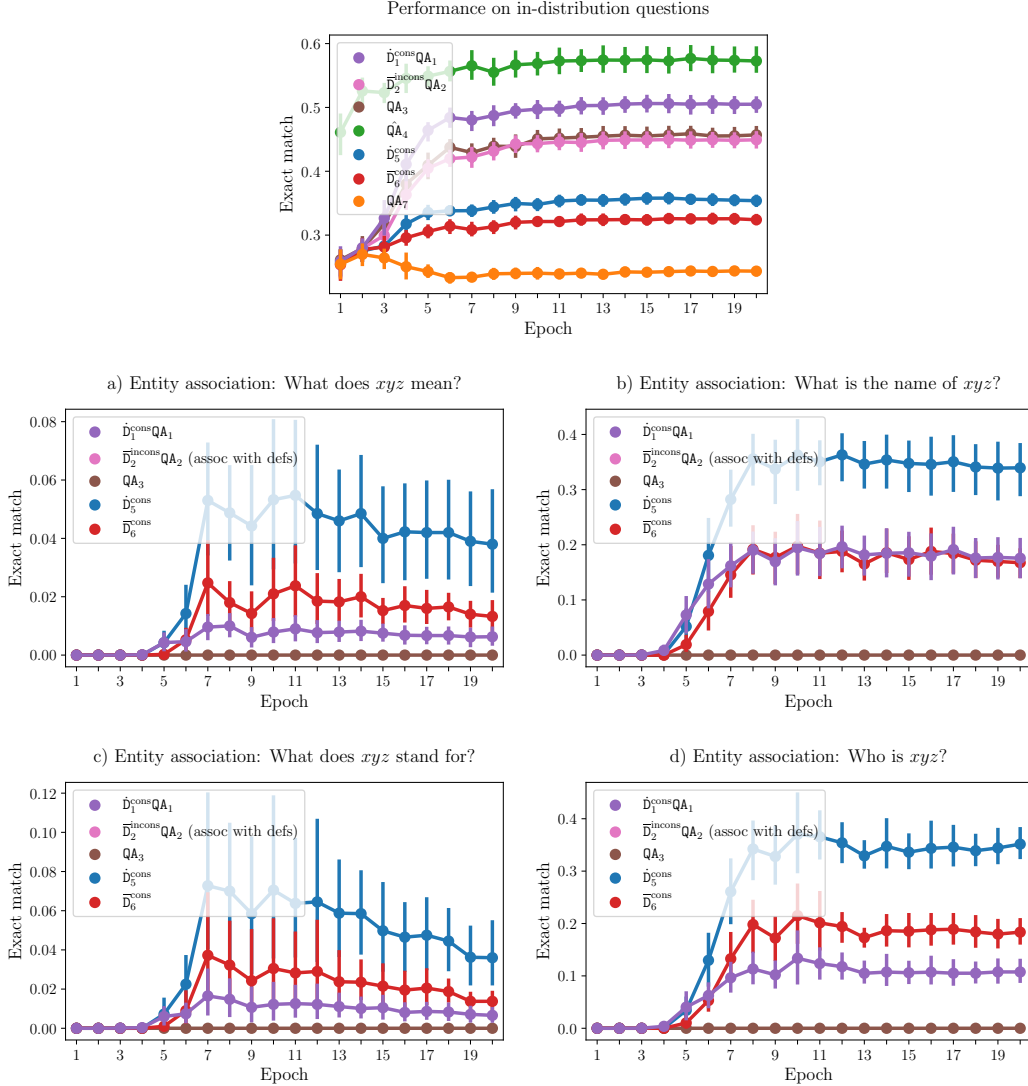 Performance on in-distribution questions
0.6
0.5
0.4
0.3
Exact match
Ḋ₁ᶜᵒⁿˢQA₁
D̅₂ⁱⁿᶜᵒⁿˢQA₂
QA₃
Q̂A₄
Ḋ₅ᶜᵒⁿˢ
D̅₆ᶜᵒⁿˢ
QA₇
1 3 5 7 9 11 13 15 17 19
Epoch
a) Entity association: What does xyz mean?
0.08
0.06
0.04
0.02
0.00
Exact match
Ḋ₁ᶜᵒⁿˢQA₁
D̅₂ⁱⁿᶜᵒⁿˢQA₂ (assoc with defs)
QA₃
Ḋ₅ᶜᵒⁿˢ
D̅₆ᶜᵒⁿˢ
1 3 5 7 9 11 13 15 17 19
Epoch
b) Entity association: What is the name of xyz?
0.4
0.3
0.2
0.1
0.0
Exact match
Ḋ₁ᶜᵒⁿˢQA₁
D̅₂ⁱⁿᶜᵒⁿˢQA₂ (assoc with defs)
QA₃
Ḋ₅ᶜᵒⁿˢ
D̅₆ᶜᵒⁿˢ
1 3 5 7 9 11 13 15 17 19
Epoch
c) Entity association: What does xyz stand for?
0.12
0.10
0.08
0.06
0.04
0.02
0.00
Exact match
Ḋ₁ᶜᵒⁿˢQA₁
D̅₂ⁱⁿᶜᵒⁿˢQA₂ (assoc with defs)
QA₃
Ḋ₅ᶜᵒⁿˢ
D̅₆ᶜᵒⁿˢ
1 3 5 7 9 11 13 15 17 19
Epoch
d) Entity association: Who is xyz?
0.4
0.3
0.2
0.1
0.0
Exact match
Ḋ₁ᶜᵒⁿˢQA₁
D̅₂ⁱⁿᶜᵒⁿˢQA₂ (assoc with defs)
QA₃
Ḋ₅ᶜᵒⁿˢ
D̅₆ᶜᵒⁿˢ
1 3 5 7 9 11 13 15 17 19
Epoch